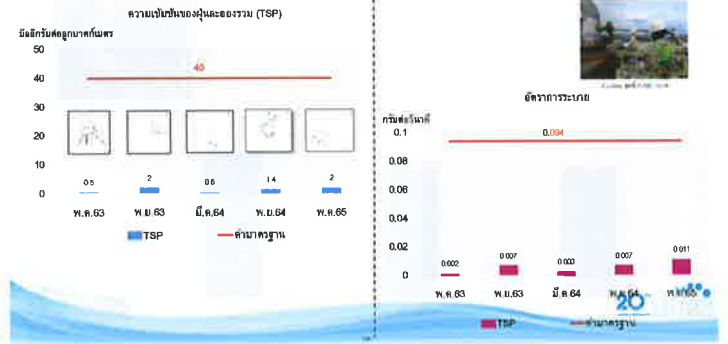 ความเข้มข้นของฝุ่นละอองรวม (TSP)
มิลลิกรัมต่อลูกบาศก์เมตร
50
40
30
20
10
0
40
0.5
2
0.6
1.4
2
พ.ค.63
พ.ย.63
มี.ค.64
พ.ย.64
พ.ค.65
TSP
ค่ามาตรฐาน
อัตราการระบาย
กรัมต่อวินาที
0.1
0.08
0.06
0.04
0.02
0
0.094
0.002
0.007
0.003
0.007
0.011
พ.ค.63
พ.ย.63
มี.ค.64
พ.ย.64
พ.ค.65
20
TSP
ค่ามาตรฐาน